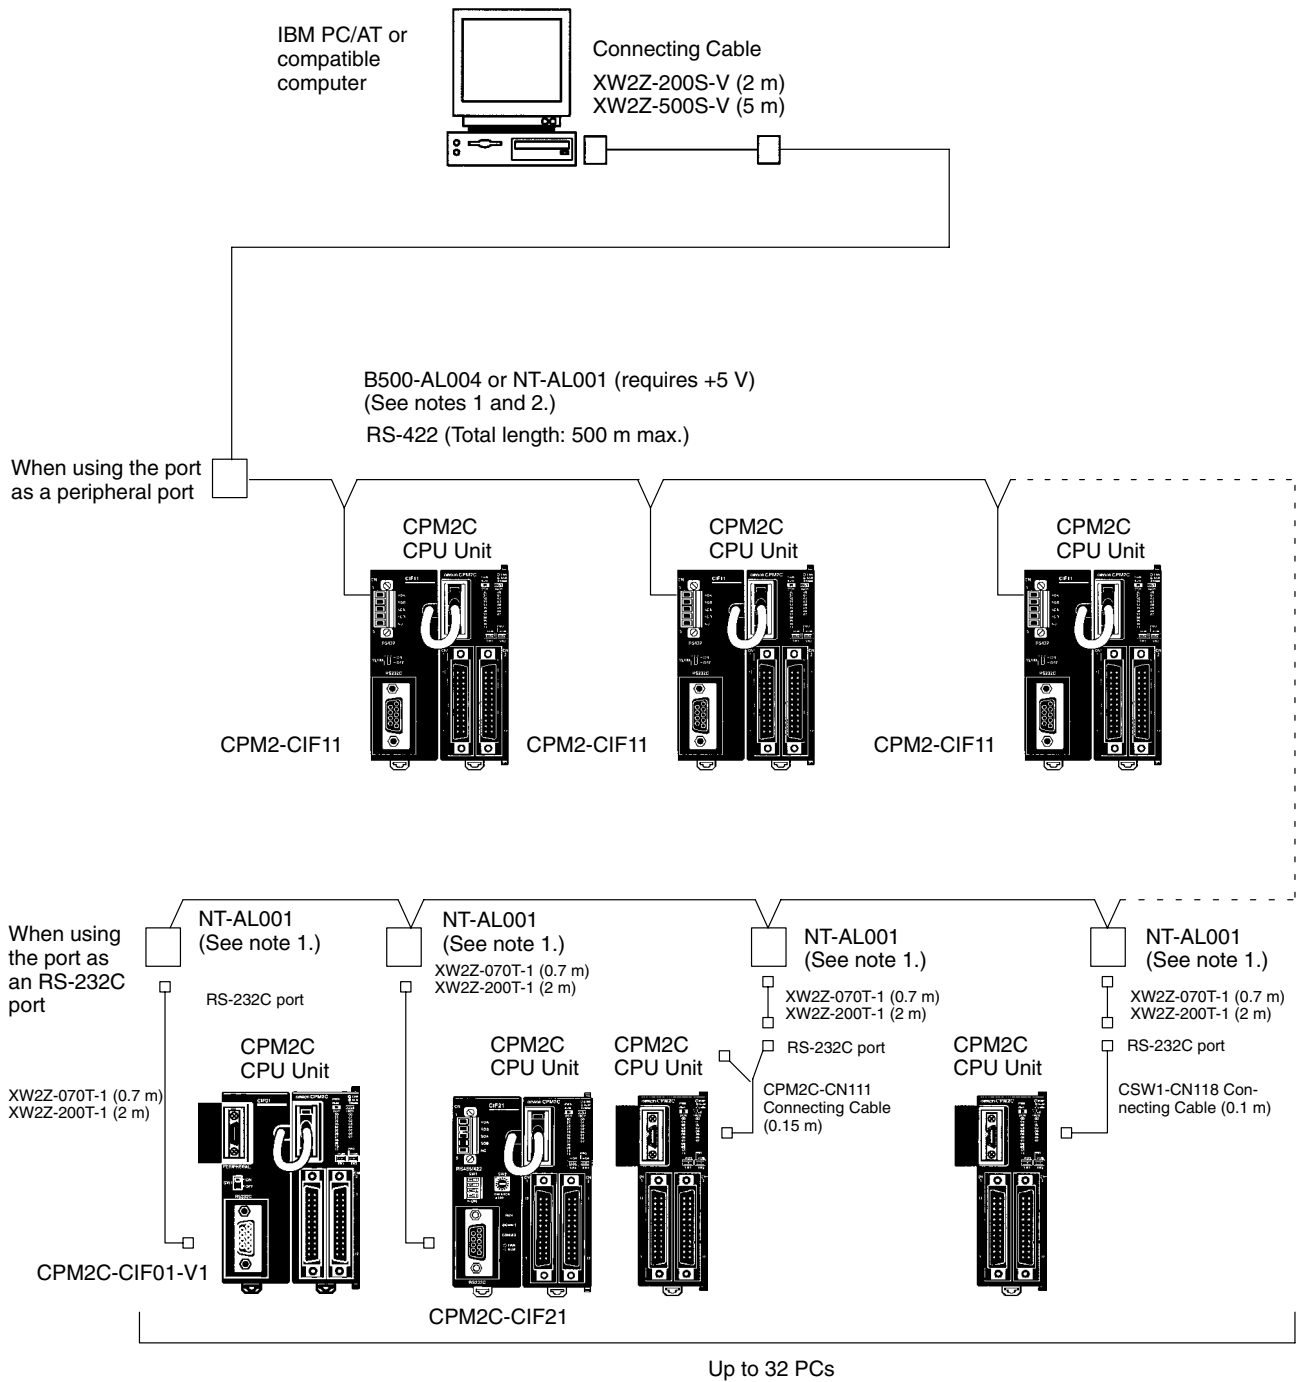 IBM PC/AT or
compatible
computer
Connecting Cable
XW2Z-200S-V (2 m)
XW2Z-500S-V (5 m)
B500-AL004 or NT-AL001 (requires +5 V)
(See notes 1 and 2.)
RS-422 (Total length: 500 m max.)
When using the port
as a peripheral port
CPM2C
CPU Unit
CPM2C
CPU Unit
CPM2C
CPU Unit
CPM2-CIF11
CPM2-CIF11
CPM2-CIF11
When using
the port as
an RS-232C
port
NT-AL001
(See note 1.)
NT-AL001
(See note 1.)
NT-AL001
(See note 1.)
NT-AL001
(See note 1.)
RS-232C port
XW2Z-070T-1 (0.7 m)
XW2Z-200T-1 (2 m)
XW2Z-070T-1 (0.7 m)
XW2Z-200T-1 (2 m)
XW2Z-070T-1 (0.7 m)
XW2Z-200T-1 (2 m)
RS-232C port
RS-232C port
CPM2C
CPU Unit
CPM2C
CPU Unit
CPM2C
CPU Unit
CPM2C
CPU Unit
XW2Z-070T-1 (0.7 m)
XW2Z-200T-1 (2 m)
CPM2C-CN111
Connecting Cable
(0.15 m)
CSW1-CN118 Con-
necting Cable (0.1 m)
CPM2C-CIF01-V1
CPM2C-CIF21
Up to 32 PCs